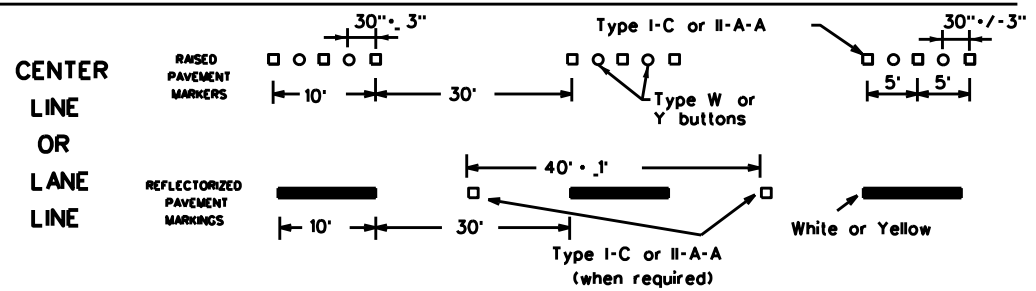 30"·_ 3"
Type I-C or II-A-A
30"·/-3"
CENTER
LINE
OR
LANE
LINE
RAISED
PAVEMENT
MARKERS
10'
30'
Type W or
Y buttons
5'
5'
REFLECTORIZED
PAVEMENT
MARKINGS
40' ·_1'
10'
30'
Type I-C or II-A-A
(when required)
White or Yellow